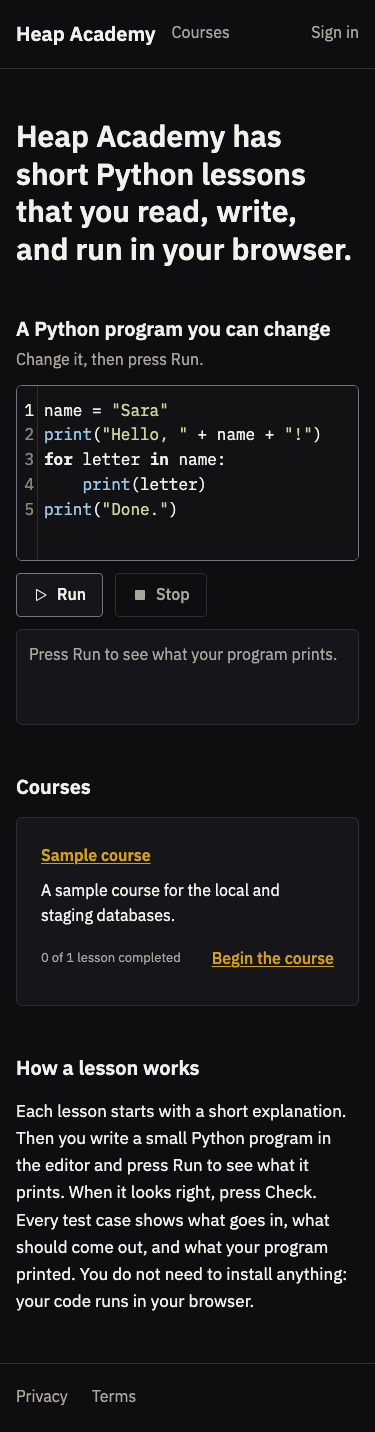 Heap Academy Courses Sign in
Heap Academy has
short Python lessons
that you read, write,
and run in your browser.
A Python program you can change
Change it, then press Run.
1 name = "Sara"
2 print("Hello, " + name + "!")
3 for letter in name:
4     print(letter)
5 print("Done.")
Run Stop
Press Run to see what your program prints.
Courses
Sample course
A sample course for the local and
staging databases.
0 of 1 lesson completed Begin the course
How a lesson works
Each lesson starts with a short explanation.
Then you write a small Python program in
the editor and press Run to see what it
prints. When it looks right, press Check.
Every test case shows what goes in, what
should come out, and what your program
printed. You do not need to install anything:
your code runs in your browser.
Privacy Terms